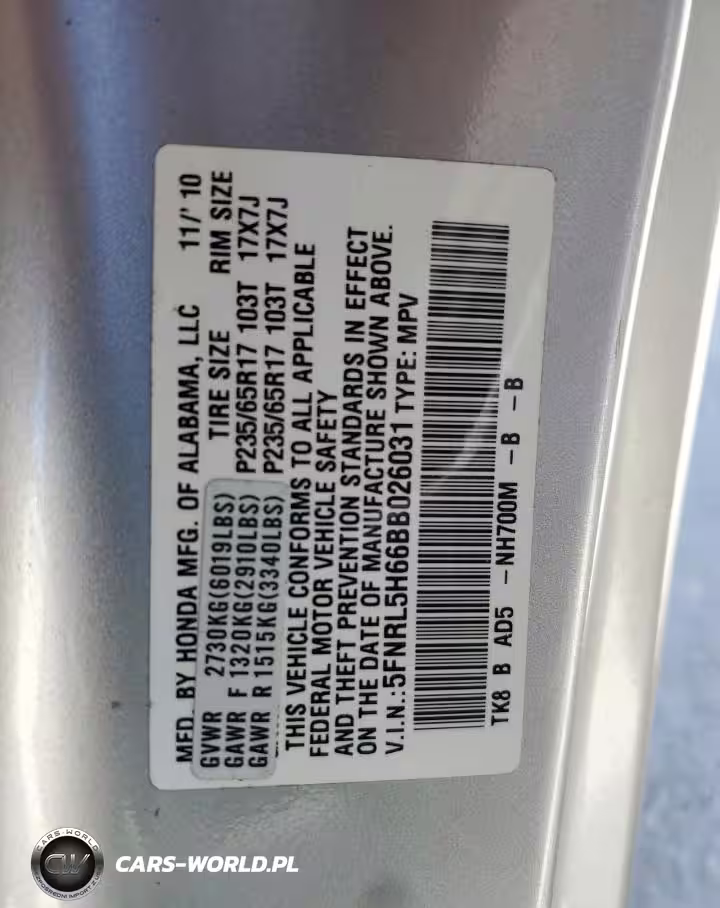 MFD. BY HONDA MFG. OF ALABAMA, LLC 11/'10
GVWR 2730KG(6019LBS) TIRE SIZE RIM SIZE
GAWR F 1320KG(2910LBS) P235/65R17 103T 17X7J
GAWR R 1515KG(3340LBS) P235/65R17 103T 17X7J
THIS VEHICLE CONFORMS TO ALL APPLICABLE
FEDERAL MOTOR VEHICLE SAFETY
AND THEFT PREVENTION STANDARDS IN EFFECT
ON THE DATE OF MANUFACTURE SHOWN ABOVE.
V.I.N.:5FNRL5H66BB026031 TYPE: MPV
TK8 B AD5 -NH700M -B -B
CARS-WORLD
CW
CARS-WORLD.PL